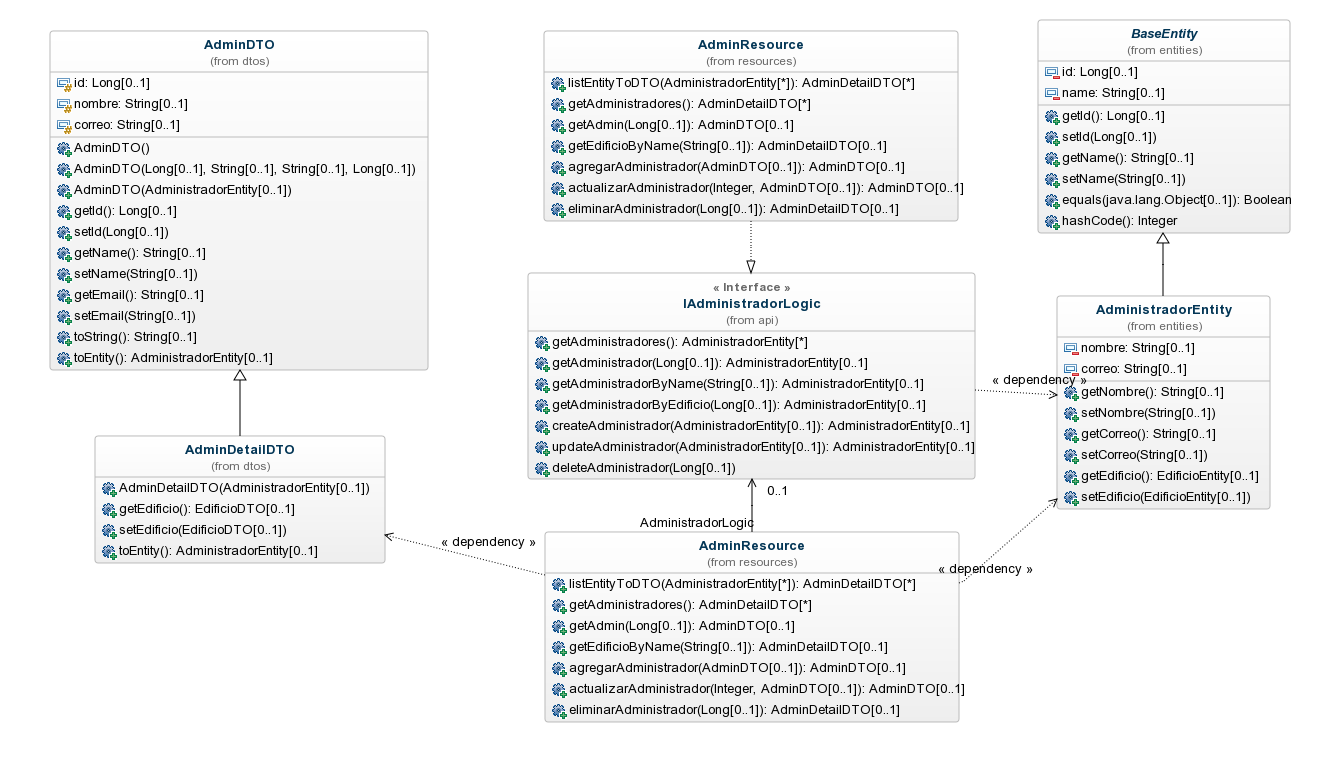 AdminDTO
(from dtos)
id: Long[0..1]
nombre: String[0..1]
correo: String[0..1]
AdminDTO()
AdminDTO(Long[0..1], String[0..1], String[0..1], Long[0..1])
AdminDTO(AdministradorEntity[0..1])
getId(): Long[0..1]
setId(Long[0..1])
getName(): String[0..1]
setName(String[0..1])
getEmail(): String[0..1]
setEmail(String[0..1])
toString(): String[0..1]
toEntity(): AdministradorEntity[0..1]
AdminResource
(from resources)
listEntityToDTO(AdministradorEntity[*]): AdminDetailDTO[*]
getAdministradores(): AdminDetailDTO[*]
getAdmin(Long[0..1]): AdminDTO[0..1]
getEdificioByName(String[0..1]): AdminDetailDTO[0..1]
agregarAdministrador(AdminDTO[0..1]): AdminDTO[0..1]
actualizarAdministrador(Integer, AdminDTO[0..1]): AdminDTO[0..1]
eliminarAdministrador(Long[0..1]): AdminDetailDTO[0..1]
BaseEntity
(from entities)
id: Long[0..1]
name: String[0..1]
getId(): Long[0..1]
setId(Long[0..1])
getName(): String[0..1]
setName(String[0..1])
equals(java.lang.Object[0..1]): Boolean
hashCode(): Integer
« Interface »
IAdministradorLogic
(from api)
getAdministradores(): AdministradorEntity[*]
getAdministrador(Long[0..1]): AdministradorEntity[0..1]
getAdministradorByName(String[0..1]): AdministradorEntity[0..1]
getAdministradorByEdificio(Long[0..1]): AdministradorEntity[0..1]
createAdministrador(AdministradorEntity[0..1]): AdministradorEntity[0..1]
updateAdministrador(AdministradorEntity[0..1]): AdministradorEntity[0..1]
deleteAdministrador(Long[0..1])
« dependency »
AdministradorEntity
(from entities)
nombre: String[0..1]
correo: String[0..1]
getNombre(): String[0..1]
setNombre(String[0..1])
getCorreo(): String[0..1]
setCorreo(String[0..1])
getEdificio(): EdificioEntity[0..1]
setEdificio(EdificioEntity[0..1])
AdminDetailDTO
(from dtos)
AdminDetailDTO(AdministradorEntity[0..1])
getEdificio(): EdificioDTO[0..1]
setEdificio(EdificioDTO[0..1])
toEntity(): AdministradorEntity[0..1]
« dependency »
0..1
AdministradorLogic
« dependency »
AdminResource
(from resources)
listEntityToDTO(AdministradorEntity[*]): AdminDetailDTO[*]
getAdministradores(): AdminDetailDTO[*]
getAdmin(Long[0..1]): AdminDTO[0..1]
getEdificioByName(String[0..1]): AdminDetailDTO[0..1]
agregarAdministrador(AdminDTO[0..1]): AdminDTO[0..1]
actualizarAdministrador(Integer, AdminDTO[0..1]): AdminDTO[0..1]
eliminarAdministrador(Long[0..1]): AdminDetailDTO[0..1]